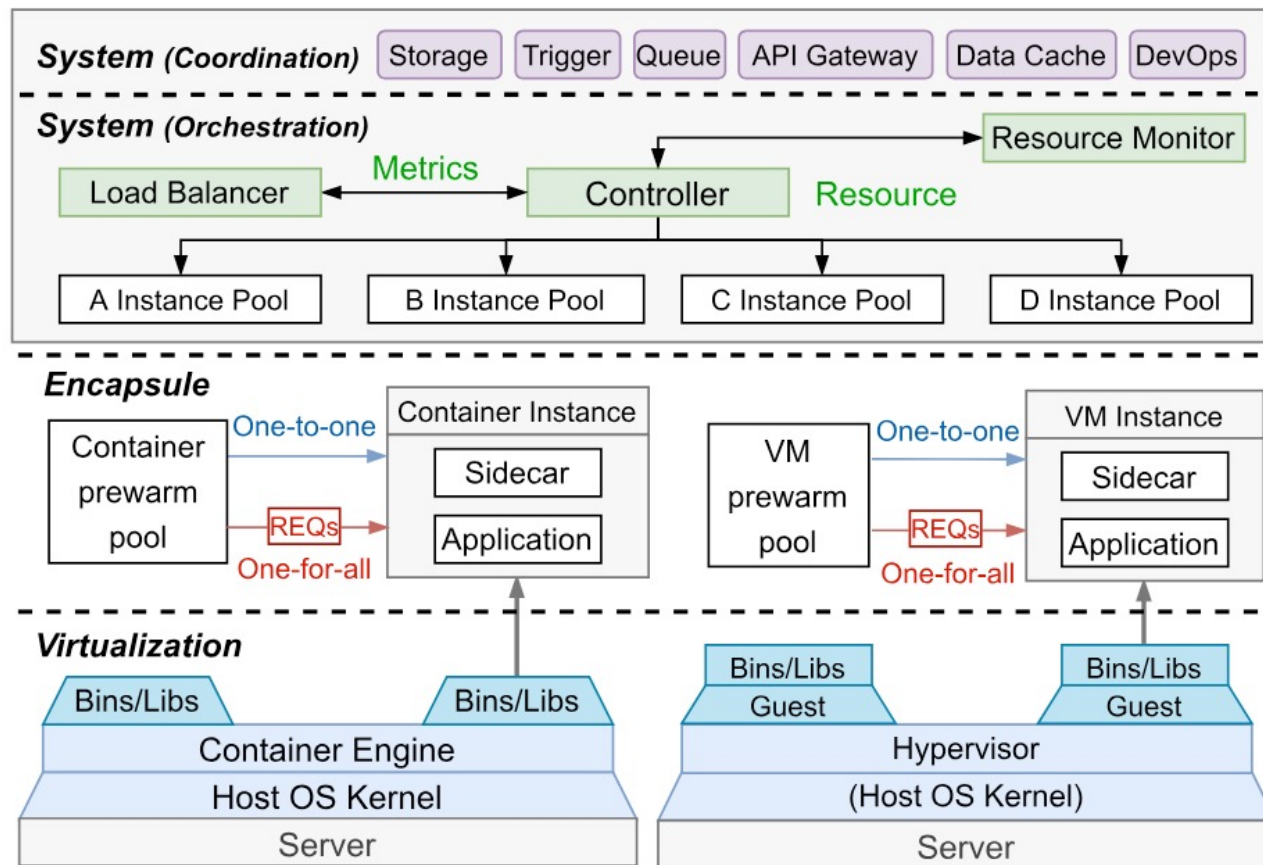 System (Coordination) Storage Trigger Queue API Gateway Data Cache DevOps
System (Orchestration)
Resource Monitor
Metrics
Load Balancer Controller Resource
A Instance Pool B Instance Pool C Instance Pool D Instance Pool
Encapsule
Container Instance
Container
prewarm
pool
One-to-one
REQs
One-for-all
Sidecar
Application
VM Instance
VM
prewarm
pool
One-to-one
REQs
One-for-all
Sidecar
Application
Virtualization
Bins/Libs Bins/Libs
Container Engine
Host OS Kernel
Server
Bins/Libs Bins/Libs
Guest Guest
Hypervisor
(Host OS Kernel)
Server